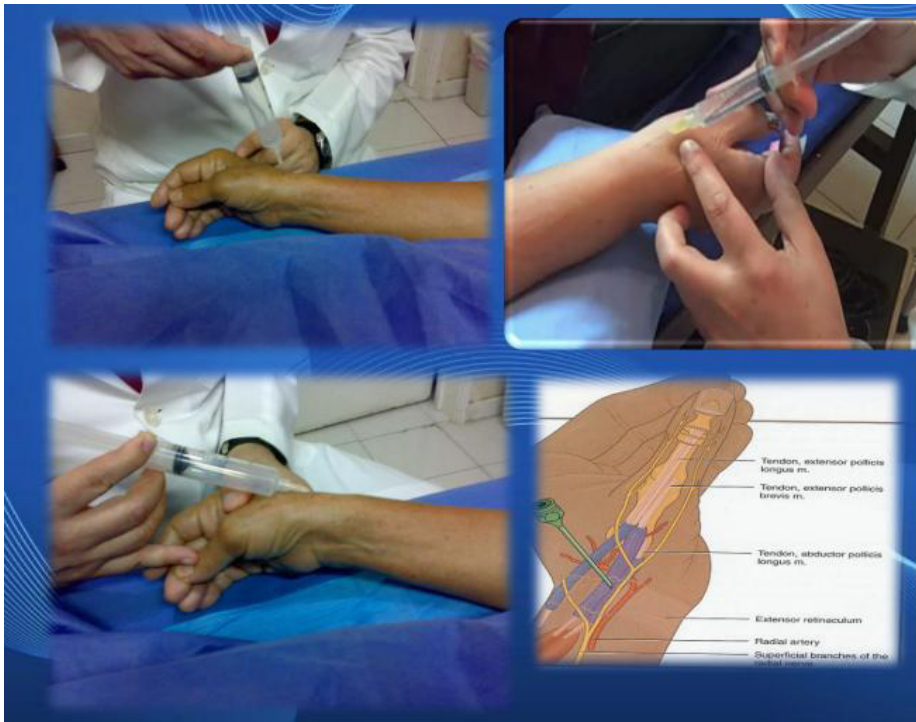 Tendon, extensor pollicis
longus m.
Tendon, extensor pollicis
brevis m.
Tendon, abductor pollicis
longus m.
Extensor retinaculum
Radial artery
Superficial branches of the
radial nerve